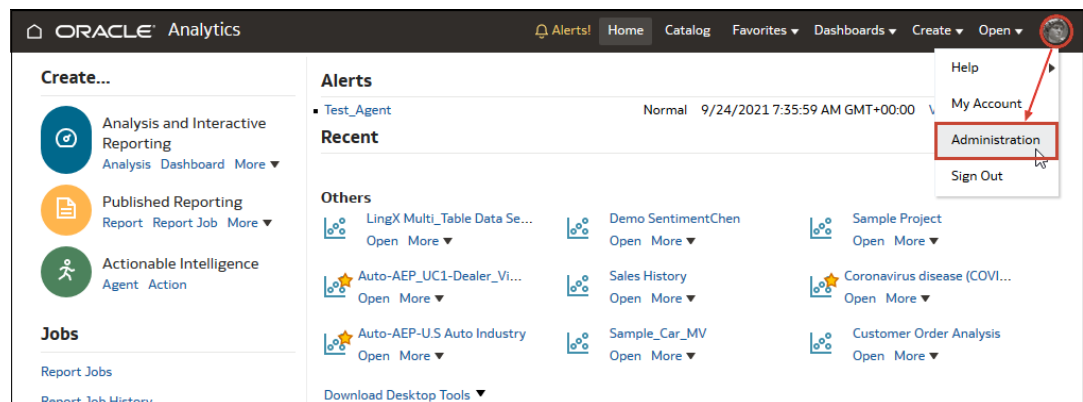 ORACLE Analytics
Alerts! Home Catalog Favorites Dashboards Create Open
Help
My Account
Administration
Sign Out
Create...
Analysis and Interactive
Reporting
Analysis Dashboard More
Published Reporting
Report Report Job More
Actionable Intelligence
Agent Action
Jobs
Report Jobs
Report Job History
Alerts
Test_Agent Normal 9/24/2021 7:35:59 AM GMT+00:00
Recent
Others
LingX Multi_Table Data Se...
Open More
Demo SentimentChen
Open More
Sample Project
Open More
Auto-AEP_UC1-Dealer_Vi...
Open More
Sales History
Open More
Coronavirus disease (COVI...
Open More
Auto-AEP-U.S Auto Industry
Open More
Sample_Car_MV
Open More
Customer Order Analysis
Open More
Download Desktop Tools